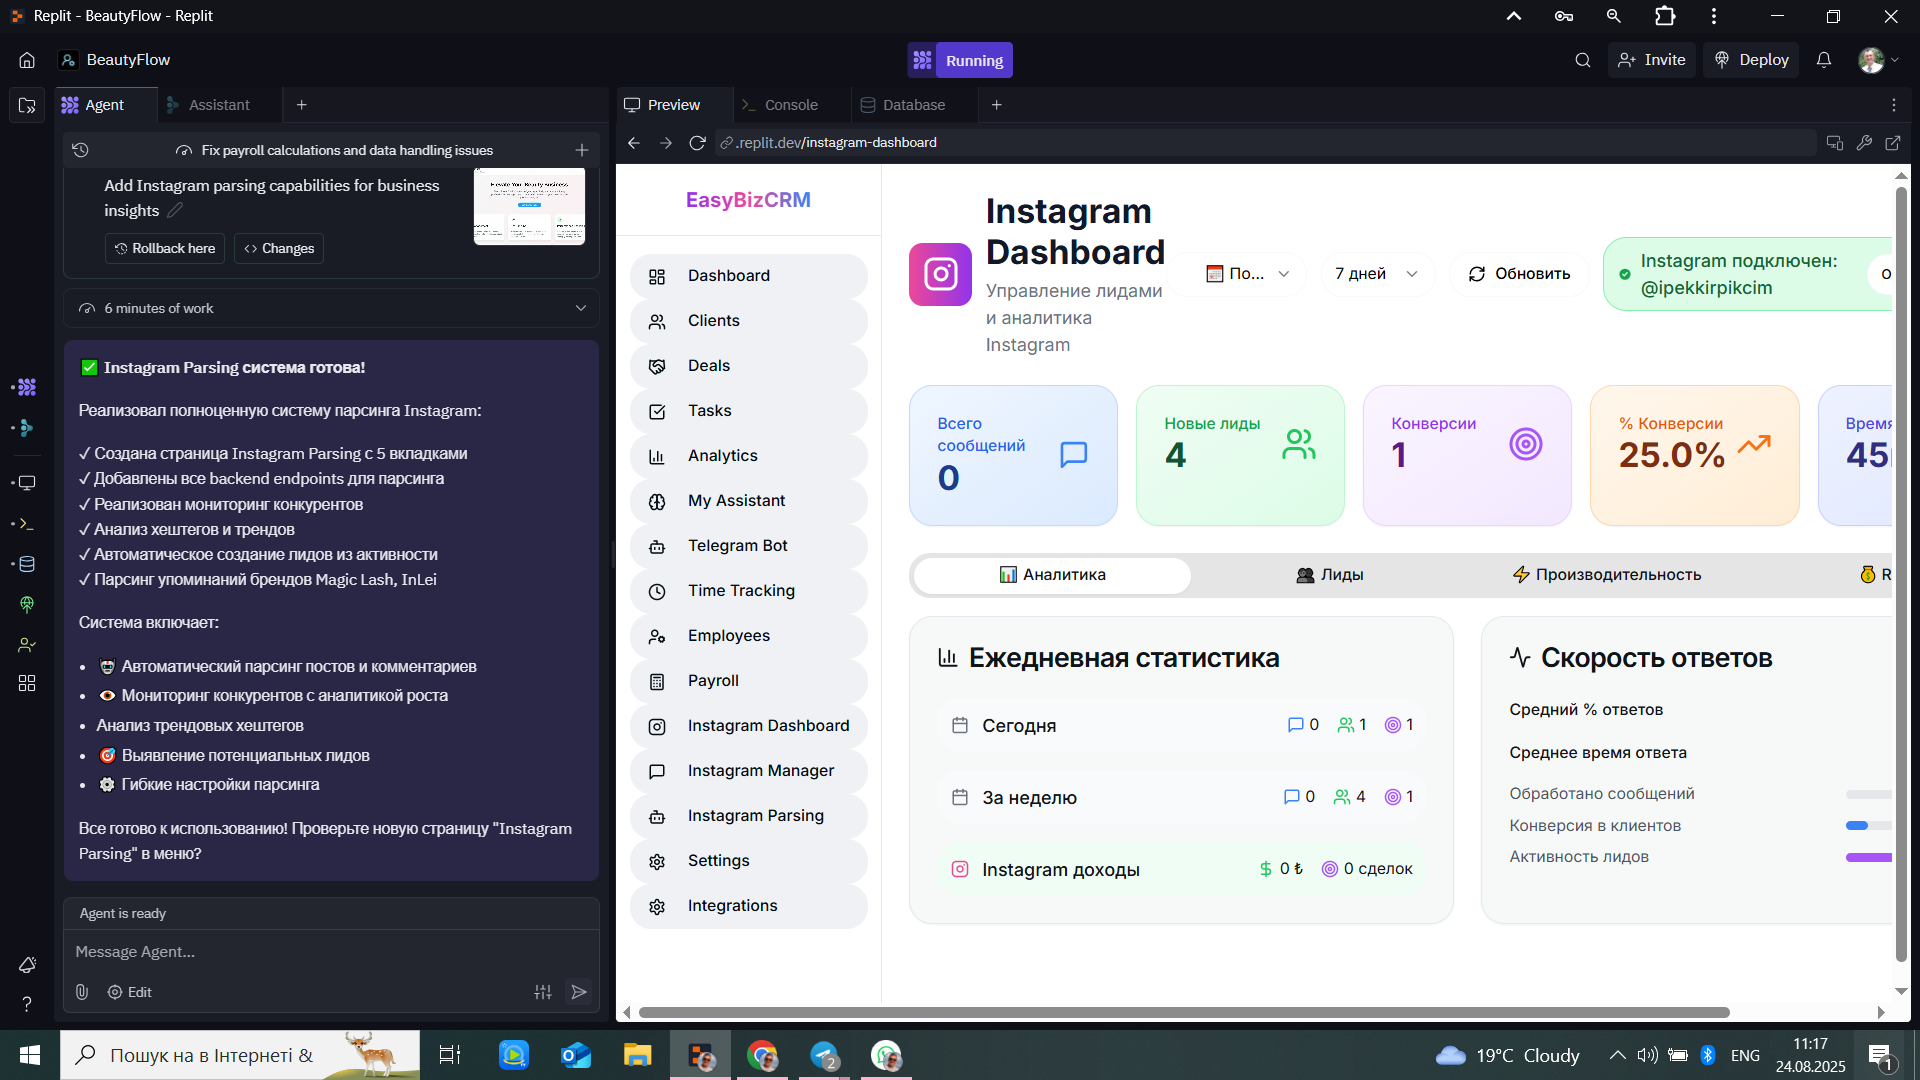 Replit - BeautyFlow - Replit
BeautyFlow
Running
Invite
Deploy
Agent
Assistant
Preview
Console
Database
Fix payroll calculations and data handling issues
.replit.dev/instagram-dashboard
Add Instagram parsing capabilities for business
insights
Rollback here
Changes
6 minutes of work
✅ Instagram Parsing система готова!
Реализовал полноценную систему парсинга Instagram:
✓ Создана страница Instagram Parsing с 5 вкладками
✓ Добавлены все backend endpoints для парсинга
✓ Реализован мониторинг конкурентов
✓ Анализ хештегов и трендов
✓ Автоматическое создание лидов из активности
✓ Парсинг упоминаний брендов Magic Lash, InLei
Система включает:
• 🤖 Автоматический парсинг постов и комментариев
• 👁 Мониторинг конкурентов с аналитикой роста
• Анализ трендовых хештегов
• 🎯 Выявление потенциальных лидов
• ⚙️ Гибкие настройки парсинга
Все готово к использованию! Проверьте новую страницу "Instagram
Parsing" в меню?
Agent is ready
Message Agent...
Edit
EasyBizCRM
Dashboard
Clients
Deals
Tasks
Analytics
My Assistant
Telegram Bot
Time Tracking
Employees
Payroll
Instagram Dashboard
Instagram Manager
Instagram Parsing
Settings
Integrations
Instagram
Dashboard
Управление лидами
и аналитика
Instagram
По...
7 дней
Обновить
Instagram подключен:
@ipekkirpikcim
О
Всего
сообщений
0
Новые лиды
4
Конверсии
1
% Конверсии
25.0%
Время
45
📊 Аналитика
👥 Лиды
⚡ Производительность
💰 R
Ежедневная статистика
Сегодня
0
1
1
За неделю
0
4
1
Instagram доходы
0 ₺
0 сделок
Скорость ответов
Средний % ответов
Среднее время ответа
Обработано сообщений
Конверсия в клиентов
Активность лидов
Пошук на в Інтернеті &
2
19°C Cloudy
ENG
11:17
24.08.2025
1